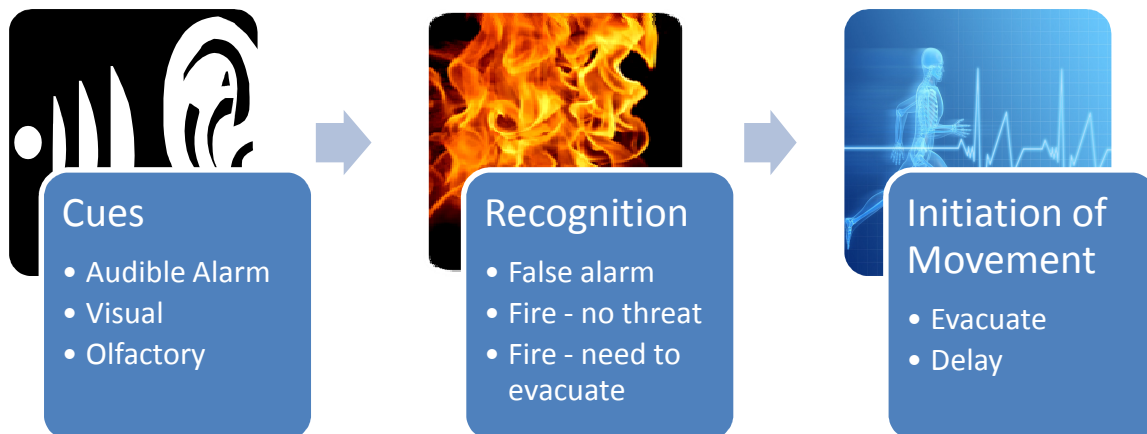 Cues
• Audible Alarm
• Visual
• Olfactory
Recognition
• False alarm
• Fire - no threat
• Fire - need to
evacuate
Initiation of
Movement
• Evacuate
• Delay